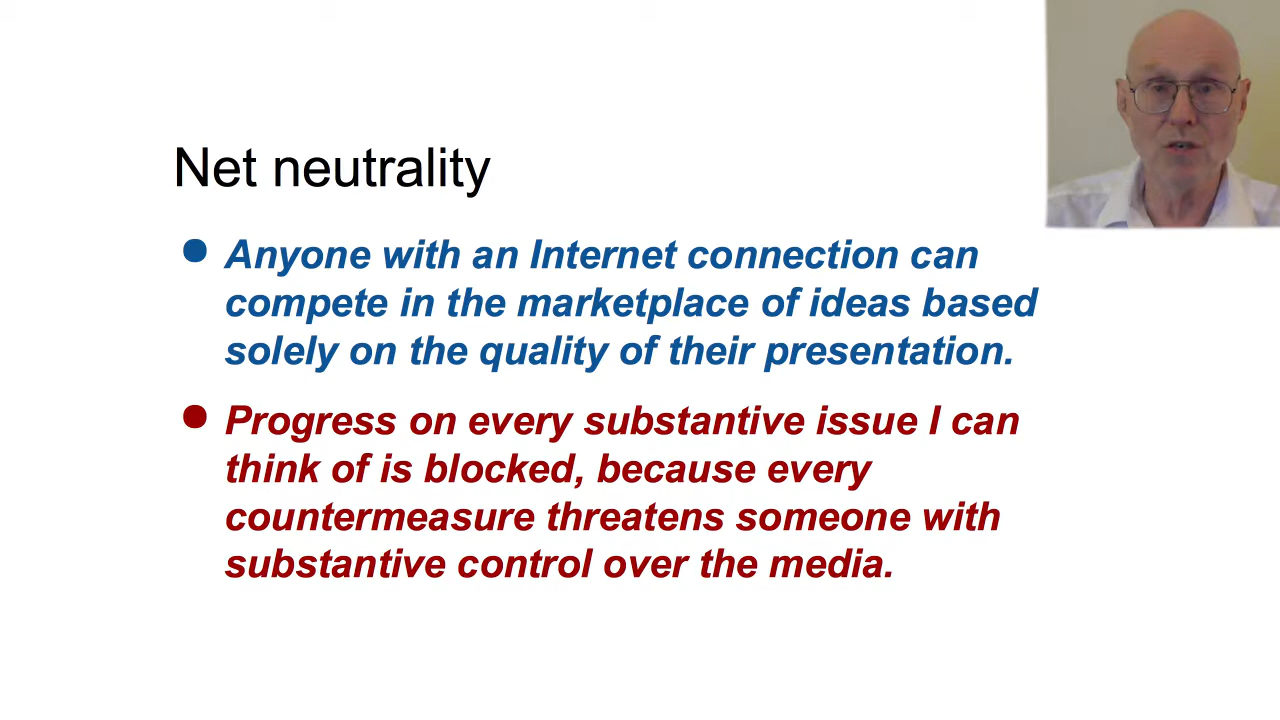 Net neutrality
● Anyone with an Internet connection can
compete in the marketplace of ideas based
solely on the quality of their presentation.
● Progress on every substantive issue I can
think of is blocked, because every
countermeasure threatens someone with
substantive control over the media.